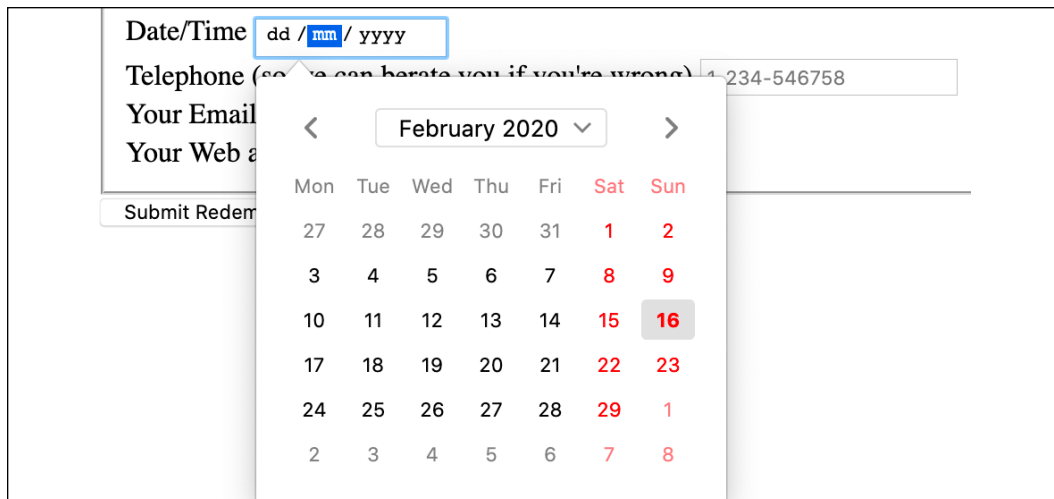 Date/Time dd / mm / yyyy
Telephone (so we can berate you if you're wrong) 1-234-546758
Your Email
Your Web a
Submit Redem
February 2020
Mon Tue Wed Thu Fri Sat Sun
27 28 29 30 31 1 2
3 4 5 6 7 8 9
10 11 12 13 14 15 16
17 18 19 20 21 22 23
24 25 26 27 28 29 1
2 3 4 5 6 7 8